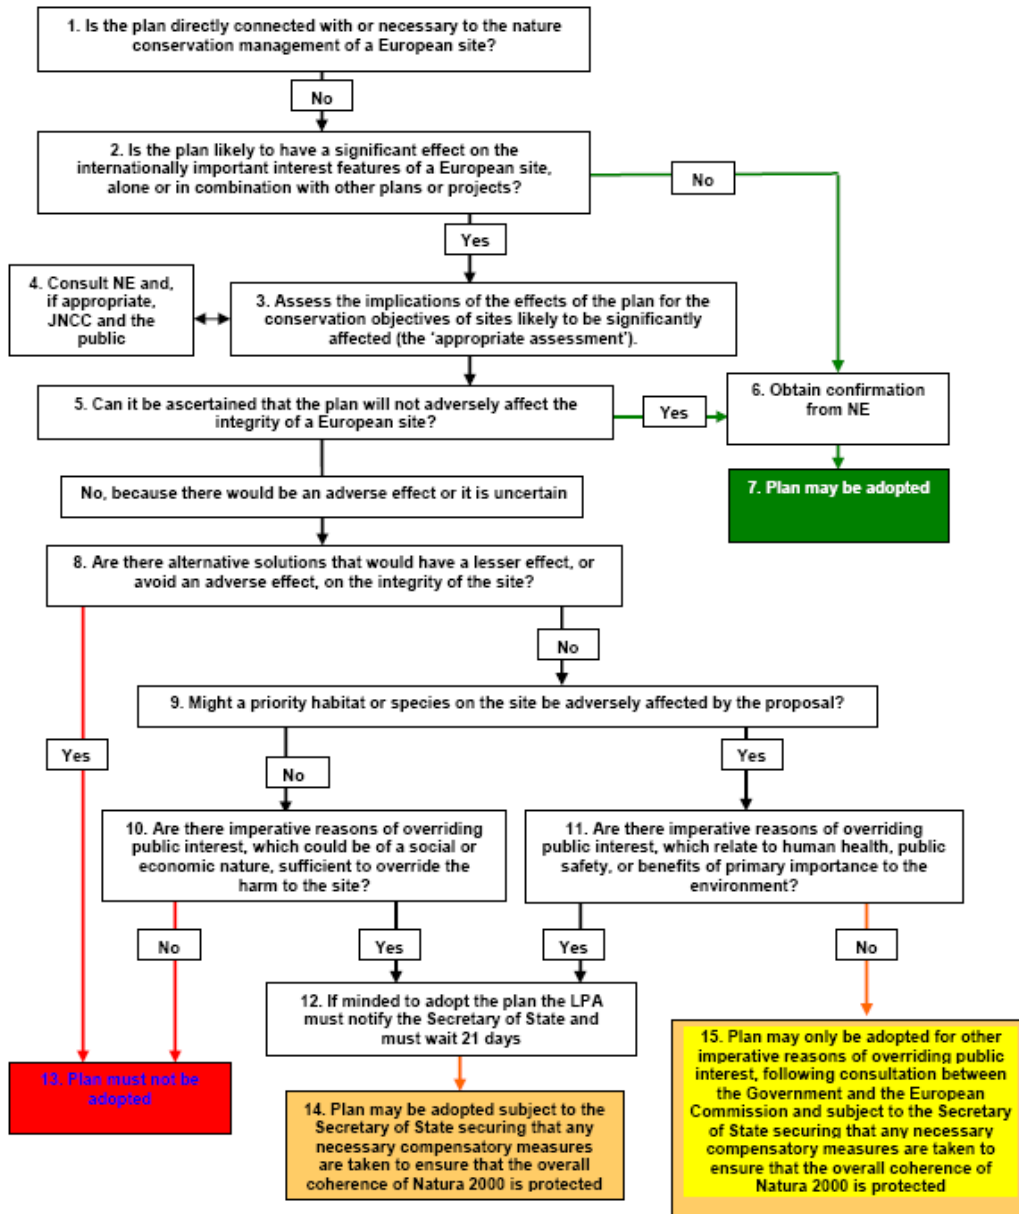 1. Is the plan directly connected with or necessary to the nature
conservation management of a European site?
No
2. Is the plan likely to have a significant effect on the
internationally important interest features of a European site,
alone or in combination with other plans or projects?
No
Yes
4. Consult NE and,
if appropriate,
JNCC and the
public
3. Assess the implications of the effects of the plan for the
conservation objectives of sites likely to be significantly
affected (the 'appropriate assessment').
5. Can it be ascertained that the plan will not adversely affect the
integrity of a European site?
Yes
6. Obtain confirmation
from NE
7. Plan may be adopted
No, because there would be an adverse effect or it is uncertain
8. Are there alternative solutions that would have a lesser effect, or
avoid an adverse effect, on the integrity of the site?
No
9. Might a priority habitat or species on the site be adversely affected by the proposal?
Yes
No
Yes
10. Are there imperative reasons of overriding
public interest, which could be of a social or
economic nature, sufficient to override the
harm to the site?
11. Are there imperative reasons of overriding
public interest, which relate to human health, public
safety, or benefits of primary importance to the
environment?
No
Yes
Yes
No
12. If minded to adopt the plan the LPA
must notify the Secretary of State and
must wait 21 days
13. Plan must not be
adopted
14. Plan may be adopted subject to the
Secretary of State securing that any
necessary compensatory measures
are taken to ensure that the overall
coherence of Natura 2000 is protected
15. Plan may only be adopted for other
imperative reasons of overriding public
interest, following consultation between
the Government and the European
Commission and subject to the Secretary
of State securing that any necessary
compensatory measures are taken to
ensure that the overall coherence of
Natura 2000 is protected